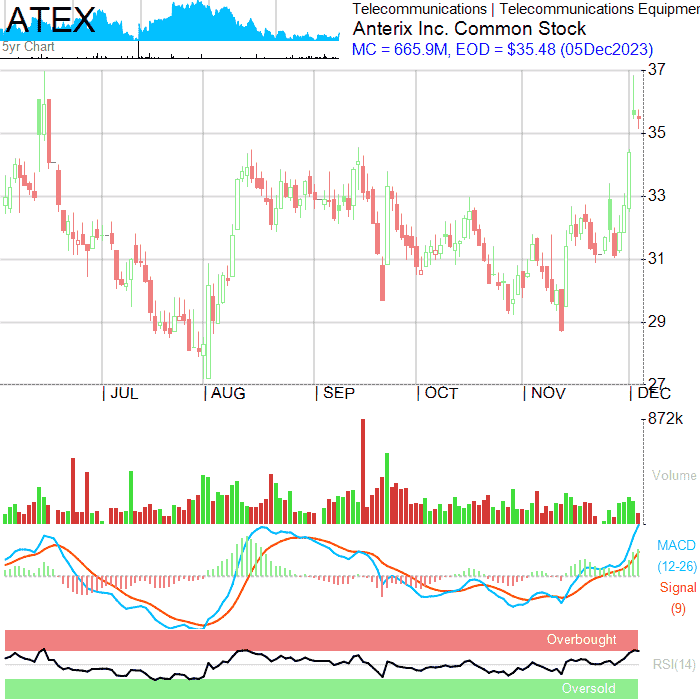 ATEX
5yr Chart
Telecommunications | Telecommunications Equipmen
Anterix Inc. Common Stock
MC = 665.9M, EOD = $35.48 (05Dec2023)
37
35
33
31
29
27
| JUL | AUG | SEP | OCT | NOV | DEC
872k
Volume
MACD
(12-26)
Signal
(9)
Overbought
RSI(14)
Oversold